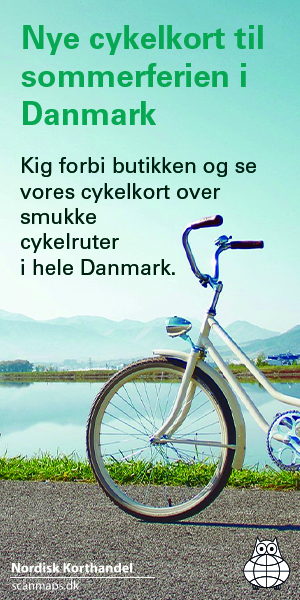 Nye cykelkort til
sommerferien i
Danmark
Kig forbi butikken og se
vores cykelkort over
smukke
cykelruter
i hele Danmark.
Nordisk Korthandel
scanmaps.dk